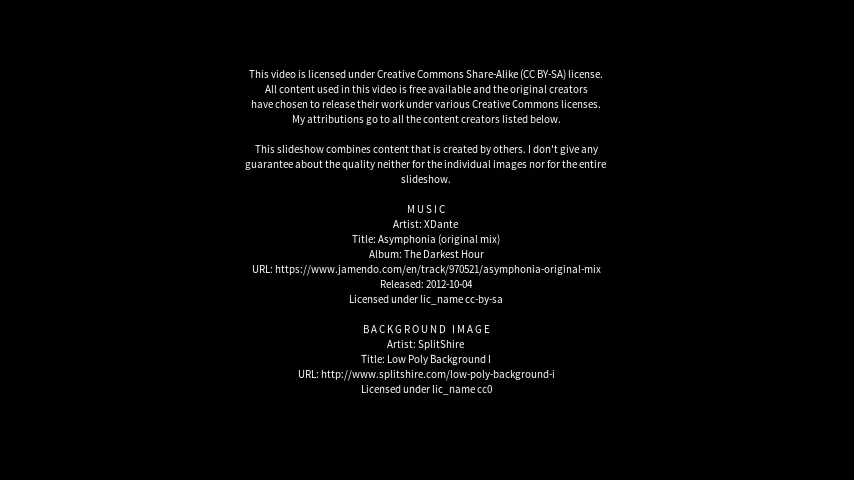 This video is licensed under Creative Commons Share-Alike (CC BY-SA) license.
All content used in this video is free available and the original creators
have chosen to release their work under various Creative Commons licenses.
My attributions go to all the content creators listed below.
This slideshow combines content that is created by others. I don't give any
guarantee about the quality neither for the individual images nor for the entire
slideshow.
MUSIC
Artist: XDante
Title: Asymphonia (original mix)
Album: The Darkest Hour
URL: https://www.jamendo.com/en/track/970521/asymphonia-original-mix
Released: 2012-10-04
Licensed under lic_name cc-by-sa
BACKGROUND IMAGE
Artist: SplitShire
Title: Low Poly Background I
URL: http://www.splitshire.com/low-poly-background-i
Licensed under lic_name cc0